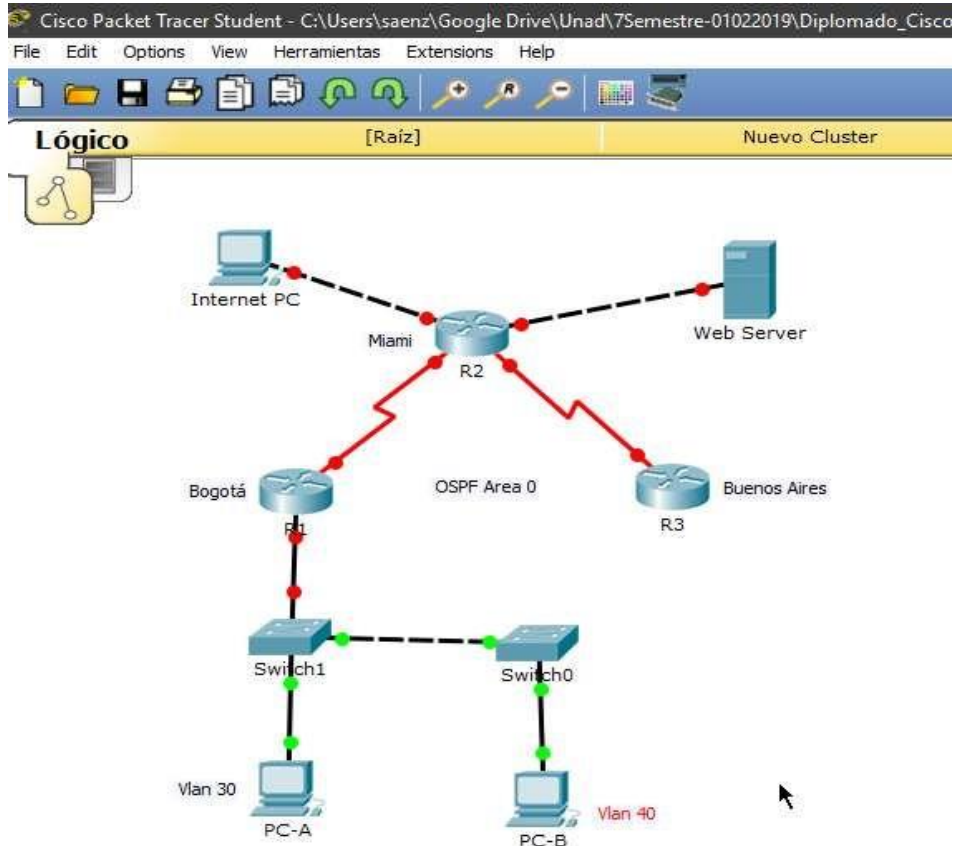 Cisco Packet Tracer Student - C:\Users\saenz\Google Drive\Unad\7Semestre-01022019\Diplomado_Cisco
File Edit Options View Herramientas Extensions Help
Lógico [Raíz] Nuevo Cluster
Internet PC
Web Server
Miami
R2
Bogotá
OSPF Area 0
Buenos Aires
R1
R3
Switch1
Switch0
Vlan 30
Vlan 40
PC-A
PC-B